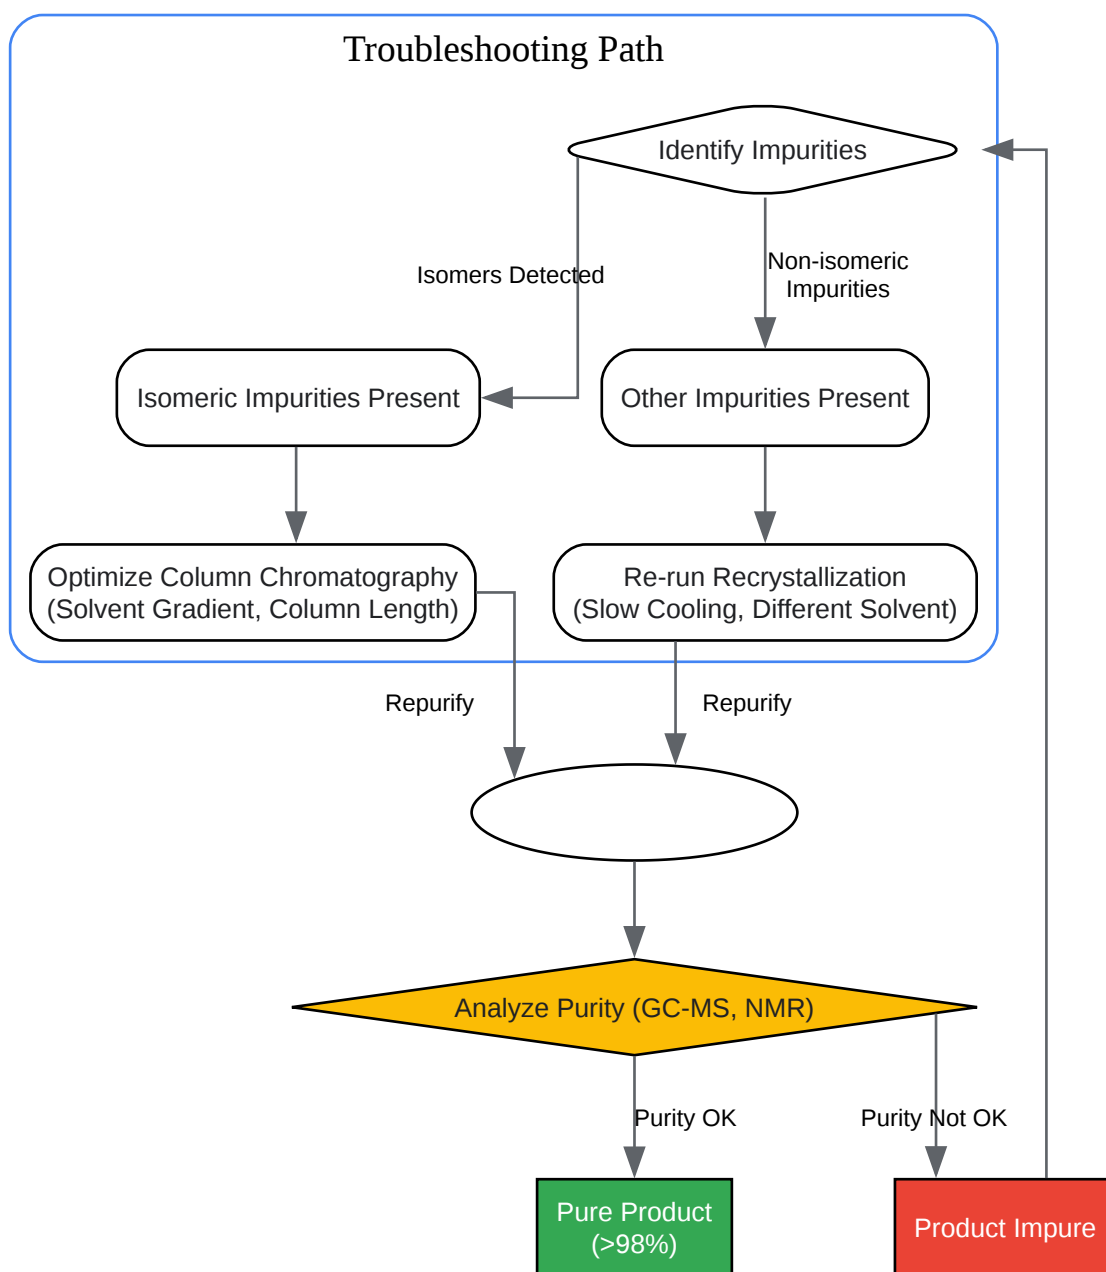 Troubleshooting Path
Identify Impurities
Isomers Detected
Non-isomeric
Impurities
Isomeric Impurities Present
Other Impurities Present
Optimize Column Chromatography
(Solvent Gradient, Column Length)
Re-run Recrystallization
(Slow Cooling, Different Solvent)
Repurify
Repurify
Analyze Purity (GC-MS, NMR)
Purity OK
Purity Not OK
Pure Product
(>98%)
Product Impure